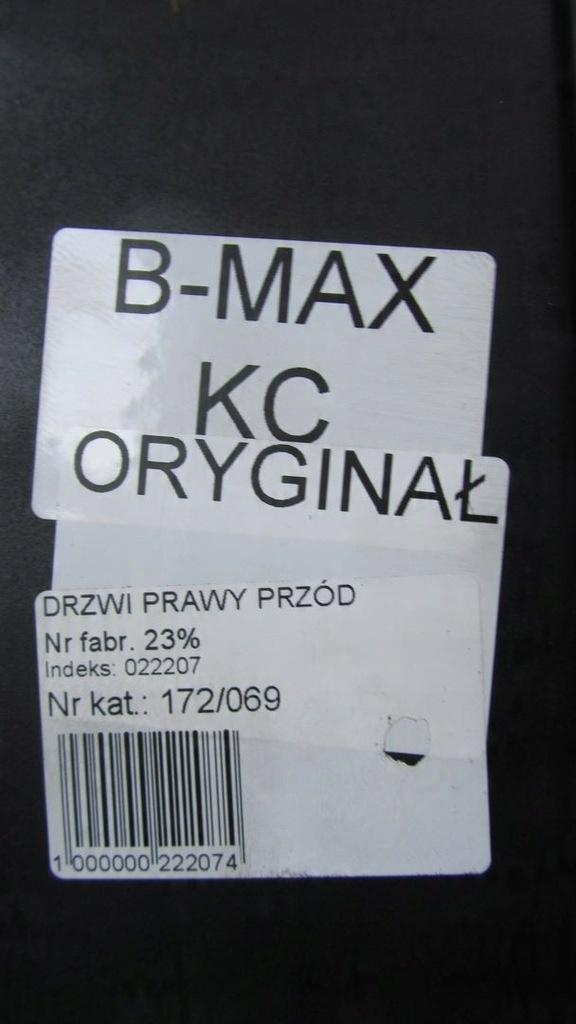 B-MAX
KC
ORYGINAŁ
DRZWI PRAWY PRZÓD
Nr fabr. 23%
Indeks: 022207
Nr kat.: 172/069
1 000000 222074